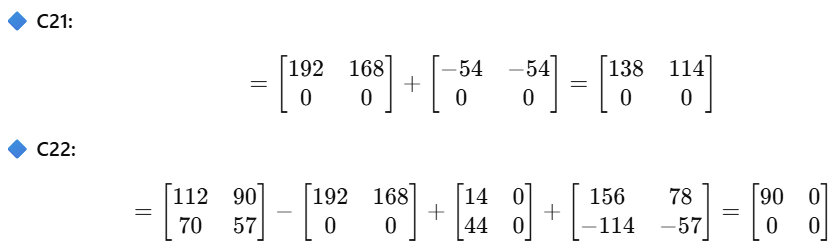 🔷 C21:
= [192 168; 0 0] + [−54 −54; 0 0] = [138 114; 0 0]
🔷 C22:
= [112 90; 70 57] − [192 168; 0 0] + [14 0; 44 0] + [156 78; −114 −57] = [90 0; 0 0]